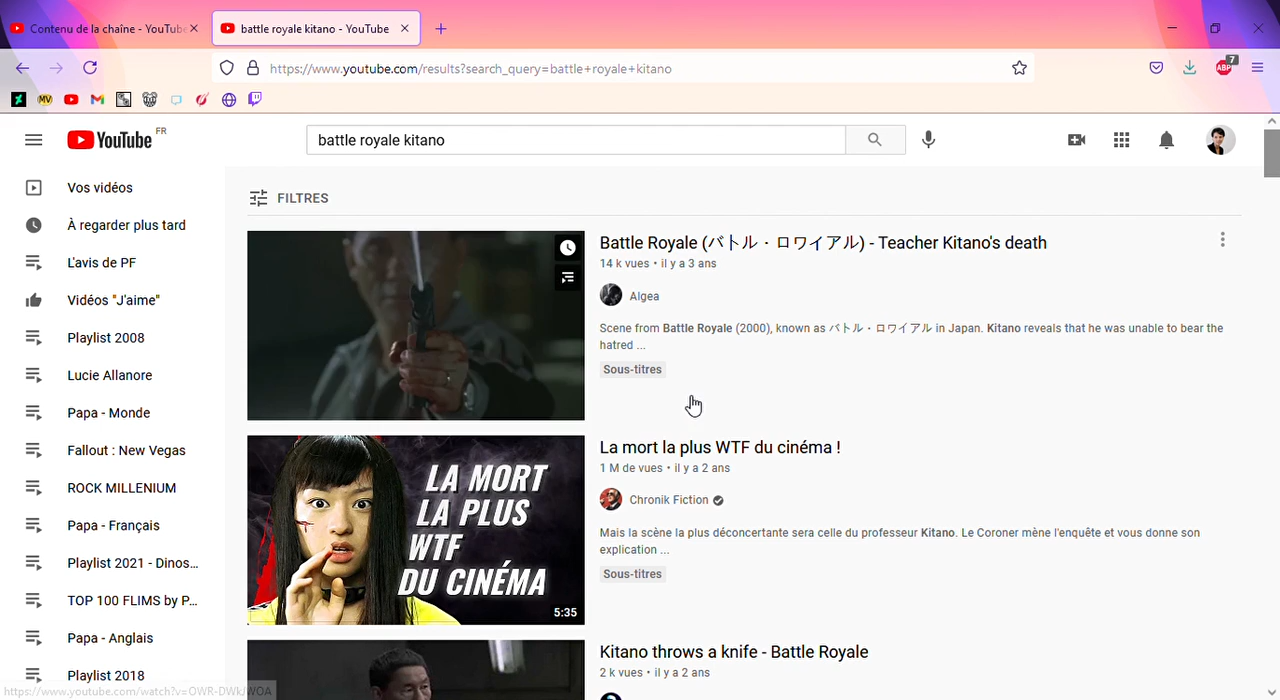 Contenu de la chaîne - YouTube
battle royale kitano - YouTube
https://www.youtube.com/results?search_query=battle+royale+kitano
ABP
7
MV
YouTube FR
battle royale kitano
Vos vidéos
À regarder plus tard
L'avis de PF
Vidéos "J'aime"
Playlist 2008
Lucie Allanore
Papa - Monde
Fallout : New Vegas
ROCK MILLENIUM
Papa - Français
Playlist 2021 - Dinos...
TOP 100 FLIMS by P...
Papa - Anglais
Playlist 2018
FILTRES
Battle Royale (バトル・ロワイアル) - Teacher Kitano's death
14 k vues • il y a 3 ans
Algea
Scene from Battle Royale (2000), known as バトル・ロワイアル in Japan. Kitano reveals that he was unable to bear the
hatred ...
Sous-titres
LA MORT
LA PLUS
WTF
DU CINÉMA
5:35
La mort la plus WTF du cinéma !
1 M de vues • il y a 2 ans
Chronik Fiction
Mais la scène la plus déconcertante sera celle du professeur Kitano. Le Coroner mène l'enquête et vous donne son
explication ...
Sous-titres
Kitano throws a knife - Battle Royale
2 k vues • il y a 2 ans